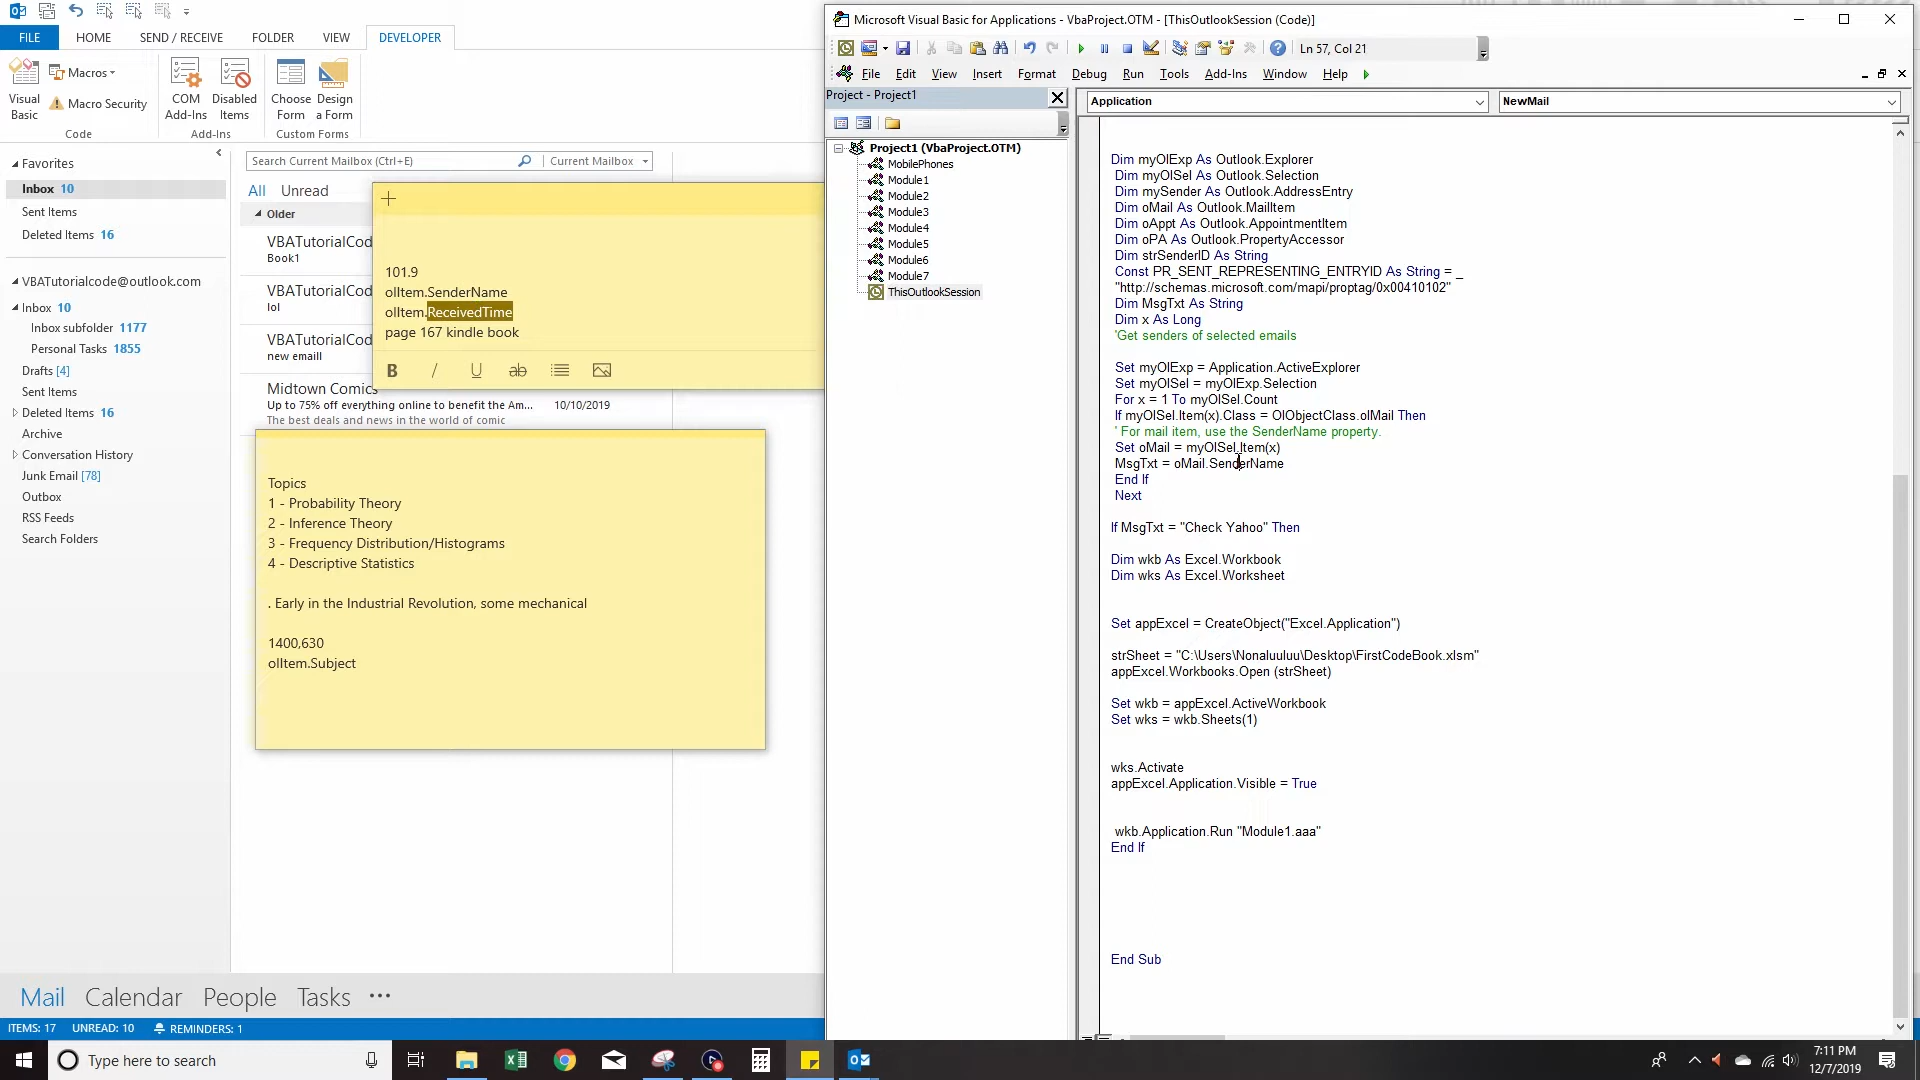 FILE HOME SEND / RECEIVE FOLDER VIEW DEVELOPER
Visual Basic
Macros
Macro Security
Code
COM Add-Ins
Disabled Items
Add-Ins
Choose Form
Design a Form
Custom Forms
Favorites
Inbox 10
Sent Items
Deleted Items 16
VBATutorialcode@outlook.com
Inbox 10
Inbox subfolder 1177
Personal Tasks 1855
Drafts [4]
Sent Items
Deleted Items 16
Archive
Conversation History
Junk Email [78]
Outbox
RSS Feeds
Search Folders
Search Current Mailbox (Ctrl+E) Current Mailbox
All Unread
Older
VBATutorialCod
Book1
VBATutorialCod
lol
VBATutorialCod
new emaill
Midtown Comics
Up to 75% off everything online to benefit the Am... 10/10/2019
The best deals and news in the world of comic
101.9
olItem.SenderName
olItem.ReceivedTime
page 167 kindle book
B / U ab
Topics
1 - Probability Theory
2 - Inference Theory
3 - Frequency Distribution/Histograms
4 - Descriptive Statistics
. Early in the Industrial Revolution, some mechanical
1400,630
olItem.Subject
Mail Calendar People Tasks •••
ITEMS: 17 UNREAD: 10 REMINDERS: 1
Microsoft Visual Basic for Applications - VbaProject.OTM - [ThisOutlookSession (Code)]
Ln 57, Col 21
File Edit View Insert Format Debug Run Tools Add-Ins Window Help
Project - Project1
Project1 (VbaProject.OTM)
MobilePhones
Module1
Module2
Module3
Module4
Module5
Module6
Module7
ThisOutlookSession
Application NewMail
Dim myOlExp As Outlook.Explorer
Dim myOlSel As Outlook.Selection
Dim mySender As Outlook.AddressEntry
Dim oMail As Outlook.MailItem
Dim oAppt As Outlook.AppointmentItem
Dim oPA As Outlook.PropertyAccessor
Dim strSenderID As String
Const PR_SENT_REPRESENTING_ENTRYID As String = _
"http://schemas.microsoft.com/mapi/proptag/0x00410102"
Dim MsgTxt As String
Dim x As Long
'Get senders of selected emails
Set myOlExp = Application.ActiveExplorer
Set myOlSel = myOlExp.Selection
For x = 1 To myOlSel.Count
If myOlSel.Item(x).Class = OlObjectClass.olMail Then
' For mail item, use the SenderName property.
Set oMail = myOlSel.Item(x)
MsgTxt = oMail.SenderName
End If
Next
If MsgTxt = "Check Yahoo" Then
Dim wkb As Excel.Workbook
Dim wks As Excel.Worksheet
Set appExcel = CreateObject("Excel.Application")
strSheet = "C:\Users\Nonaluuluu\Desktop\FirstCodeBook.xlsm"
appExcel.Workbooks.Open (strSheet)
Set wkb = appExcel.ActiveWorkbook
Set wks = wkb.Sheets(1)
wks.Activate
appExcel.Application.Visible = True
wkb.Application.Run "Module1.aaa"
End If
End Sub
Type here to search
7:11 PM
12/7/2019